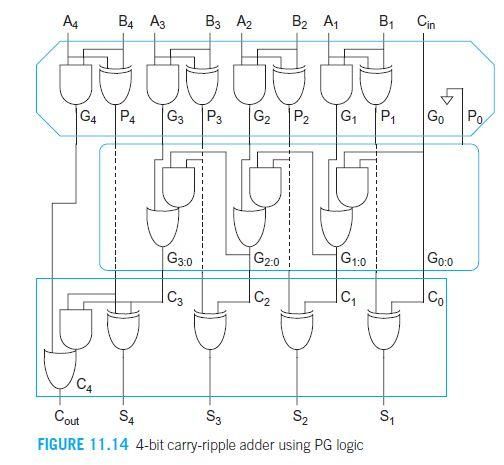 A4 B4 A3 B3 A2 B2 A1 B1 Cin
G4 P4 G3 P3 G2 P2 G1 P1 G0 P0
G3:0 G2:0 G1:0 G0:0
C3 C2 C1 C0
C4
Cout S4 S3 S2 S1
FIGURE 11.14 4-bit carry-ripple adder using PG logic